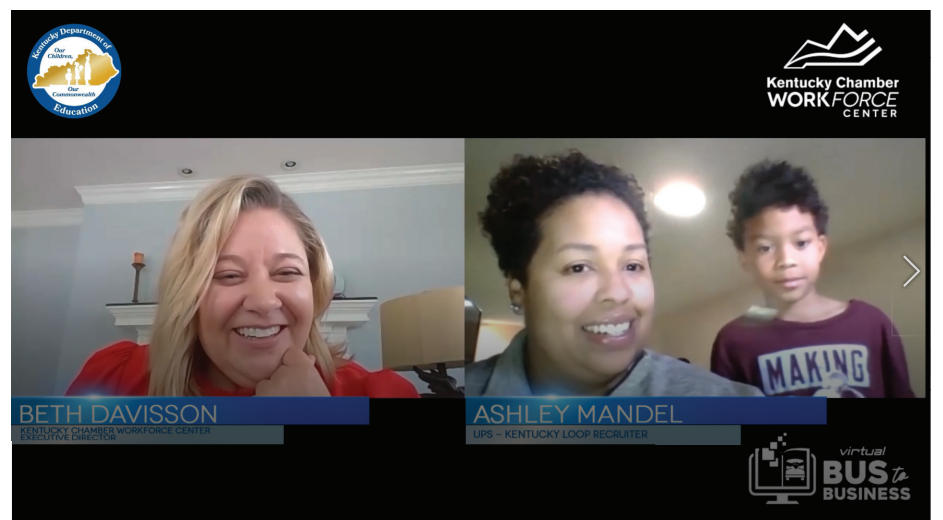 Kentucky Department of
Our
Children,
Our
Commonwealth
Education
Kentucky Chamber
WORKFORCE
CENTER
MAKING
BETH DAVISSON
KENTUCKY CHAMBER WORKFORCE CENTER
EXECUTIVE DIRECTOR
ASHLEY MANDEL
UPS – KENTUCKY LOOP RECRUITER
virtual
BUS to
BUSINESS